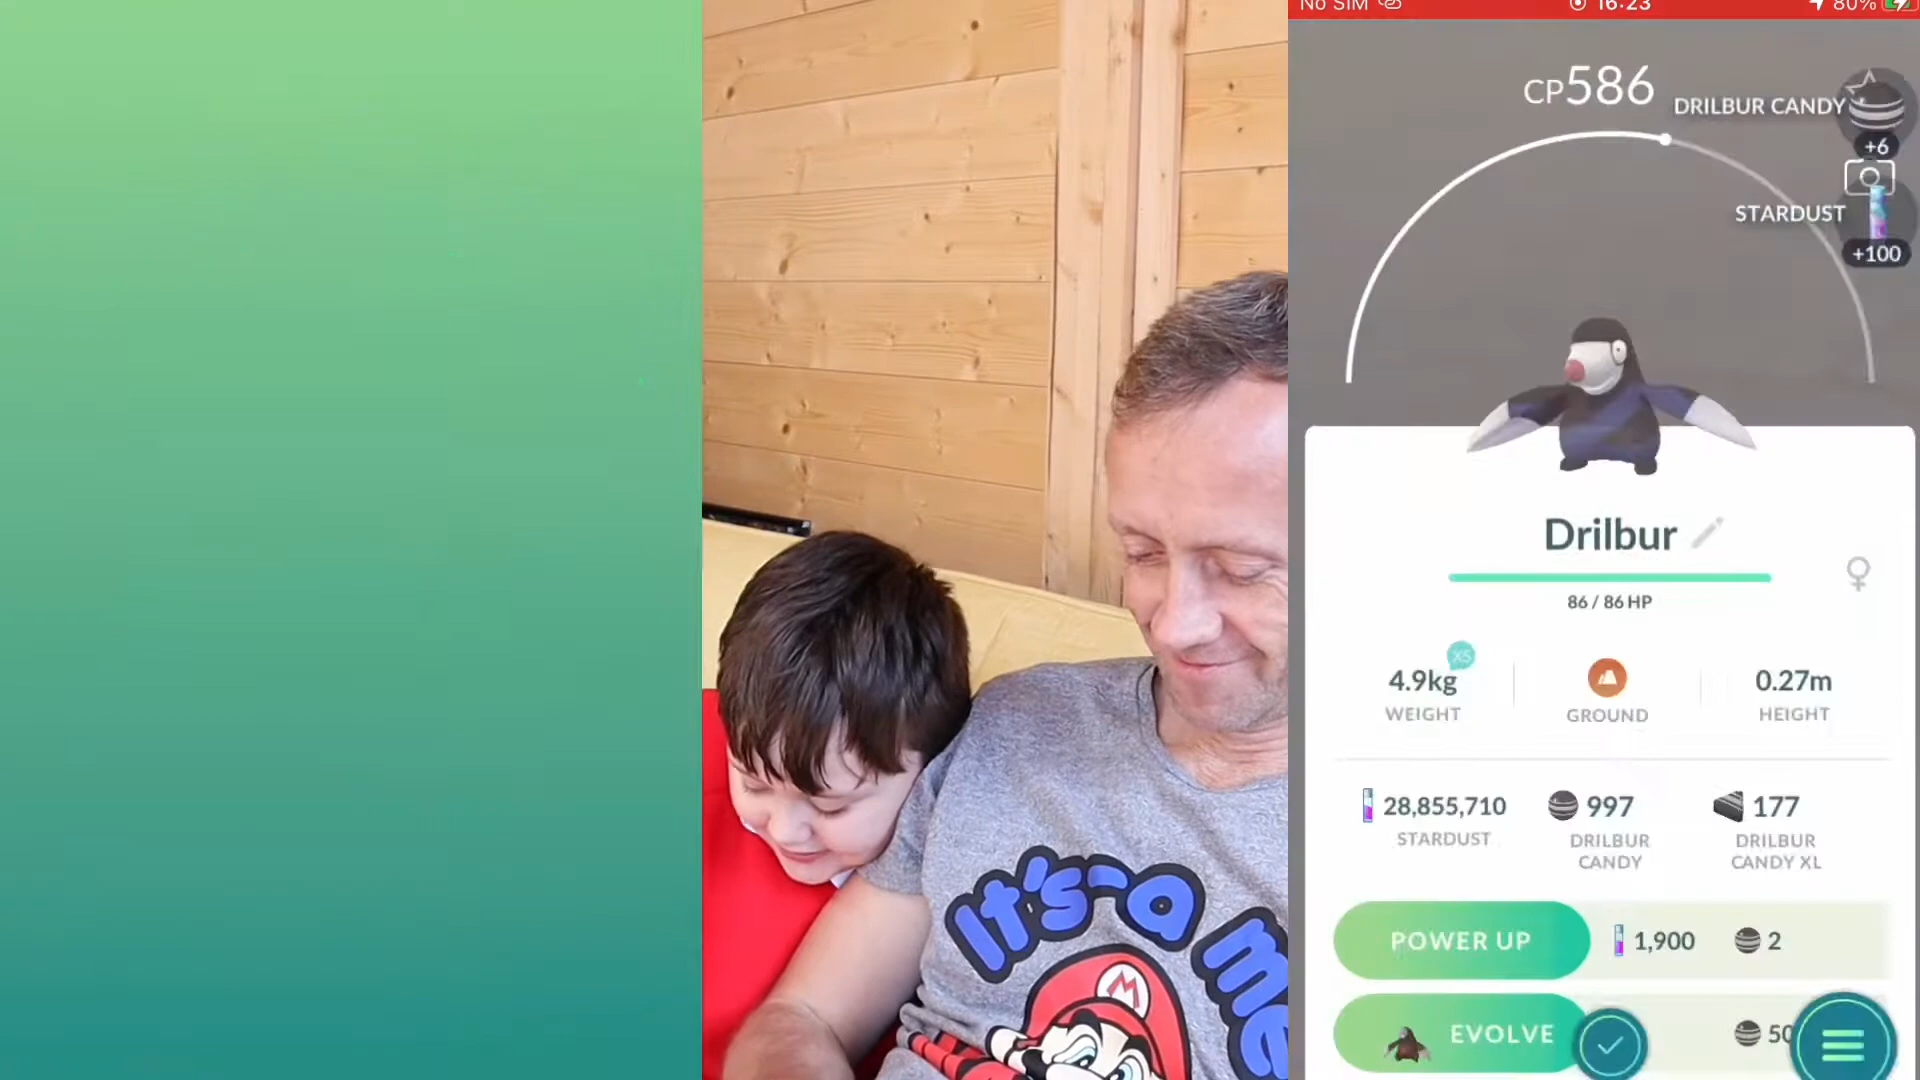 No SIM
16:23
80%
CP586
DRILBUR CANDY
+6
STARDUST
+100
Drilbur
86 / 86 HP
XS
4.9kg
WEIGHT
GROUND
0.27m
HEIGHT
28,855,710
STARDUST
997
DRILBUR
CANDY
177
DRILBUR
CANDY XL
POWER UP
1,900
2
EVOLVE
50
It's-a me
M